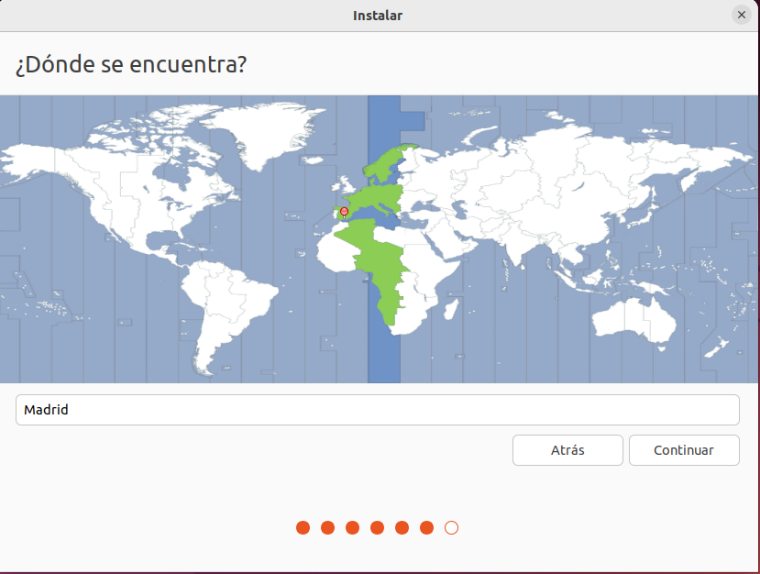 Instalar
¿Dónde se encuentra?
Madrid
Atrás
Continuar